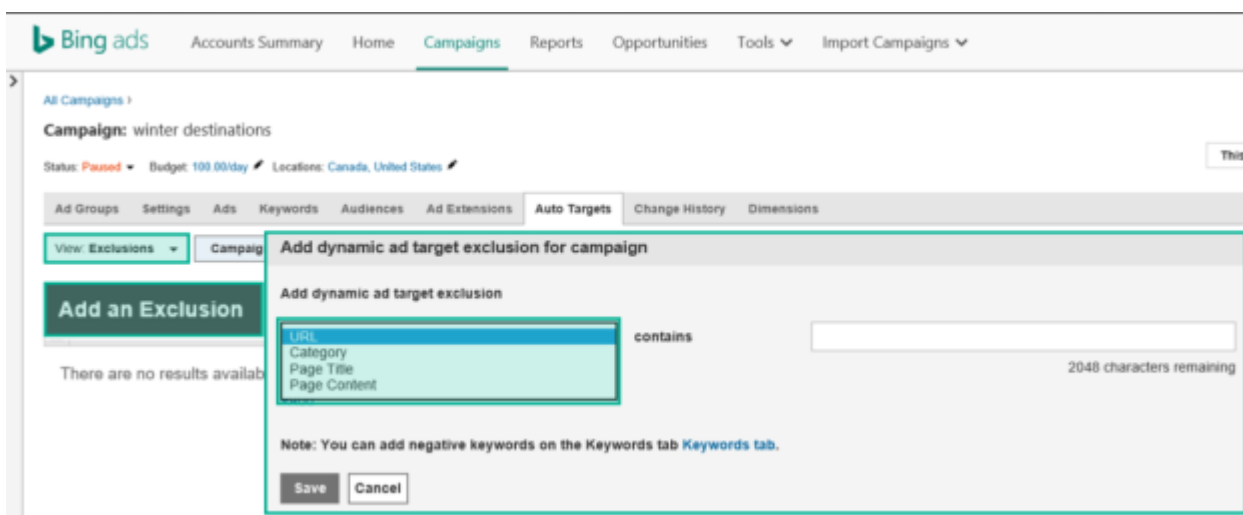 Bing ads Accounts Summary Home Campaigns Reports Opportunities Tools Import Campaigns
All Campaigns
Campaign: winter destinations
Status: Paused Budget: 100.00/day Locations: Canada, United States
This
Ad Groups Settings Ads Keywords Audiences Ad Extensions Auto Targets Change History Dimensions
View: Exclusions Campaig
Add dynamic ad target exclusion for campaign
Add an Exclusion
Add dynamic ad target exclusion
URL contains
Category
Page Title
Page Content
2048 characters remaining
There are no results availab
Note: You can add negative keywords on the Keywords tab Keywords tab.
Save Cancel